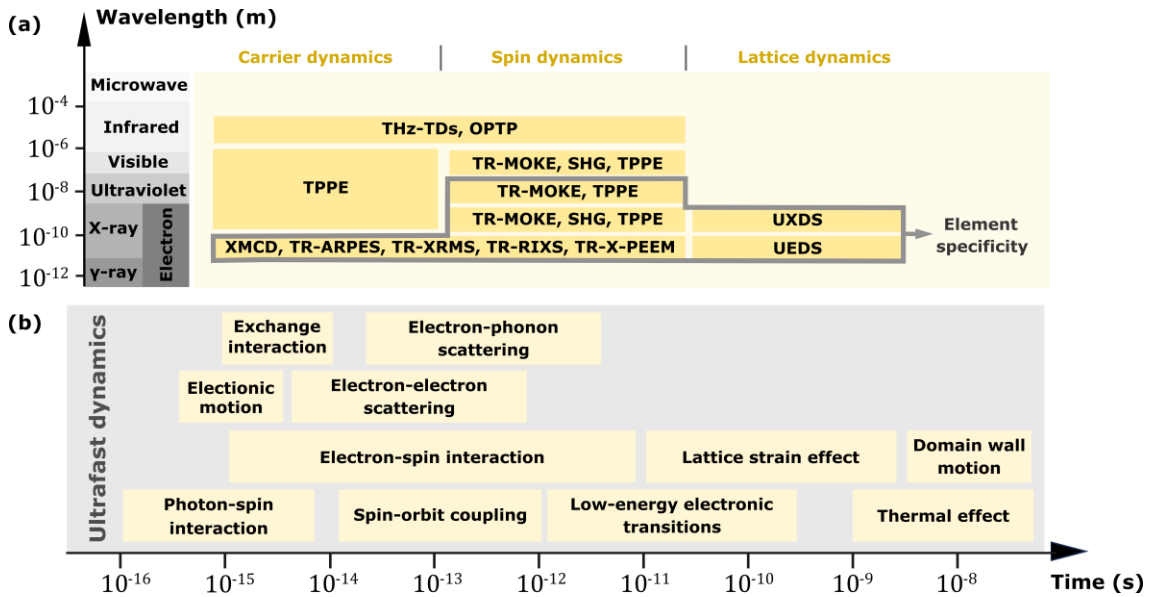 (a)
Wavelength (m)
Carrier dynamics | Spin dynamics | Lattice dynamics
Microwave
10⁻⁴
Infrared
THz-TDs, OPTP
10⁻⁶
Visible
TR-MOKE, SHG, TPPE
TPPE
Ultraviolet
10⁻⁸
TR-MOKE, TPPE
X-ray
Electron
TR-MOKE, SHG, TPPE
UXDS
Element
specificity
10⁻¹⁰
XMCD, TR-ARPES, TR-XRMS, TR-RIXS, TR-X-PEEM
UEDS
γ-ray
10⁻¹²
(b)
Ultrafast dynamics
Exchange
interaction
Electron-phonon
scattering
Electionic
motion
Electron-electron
scattering
Electron-spin interaction
Lattice strain effect
Domain wall
motion
Photon-spin
interaction
Spin-orbit coupling
Low-energy electronic
transitions
Thermal effect
10⁻¹⁶ 10⁻¹⁵ 10⁻¹⁴ 10⁻¹³ 10⁻¹² 10⁻¹¹ 10⁻¹⁰ 10⁻⁹ 10⁻⁸ Time (s)